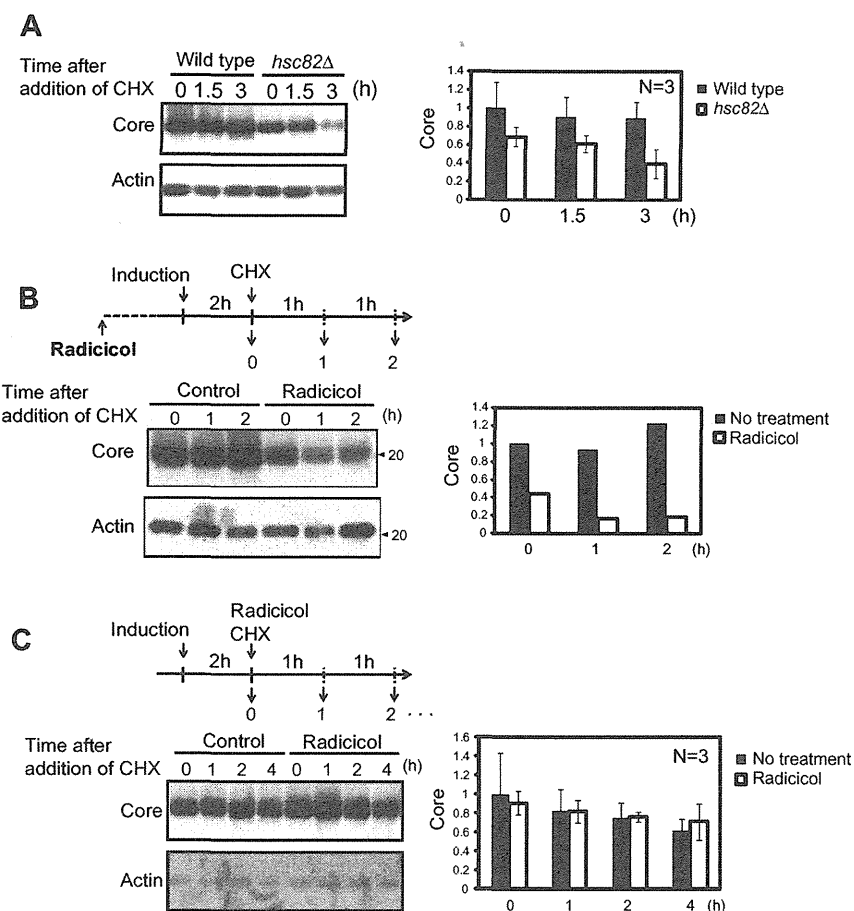 A
Time after
addition of CHX
Wild type hsc82Δ
0 1.5 3 0 1.5 3 (h)
Core
Actin
Core
1.4
1.2
1
0.8
0.6
0.4
0.2
0
N=3
Wild type
hsc82Δ
0 1.5 3 (h)
B
Induction CHX
2h 1h 1h
Radicicol
0 1 2
Time after
addition of CHX
Control Radicicol
0 1 2 0 1 2 (h)
Core
20
Actin
20
Core
1.4
1.2
1
0.8
0.6
0.4
0.2
0
No treatment
Radicicol
0 1 2 (h)
C
Radicicol
Induction CHX
2h 1h 1h
0 1 2 ...
Time after
addition of CHX
Control Radicicol
0 1 2 4 0 1 2 4 (h)
Core
Actin
Core
1.6
1.4
1.2
1
0.8
0.6
0.4
0.2
0
N=3
No treatment
Radicicol
0 1 2 4 (h)